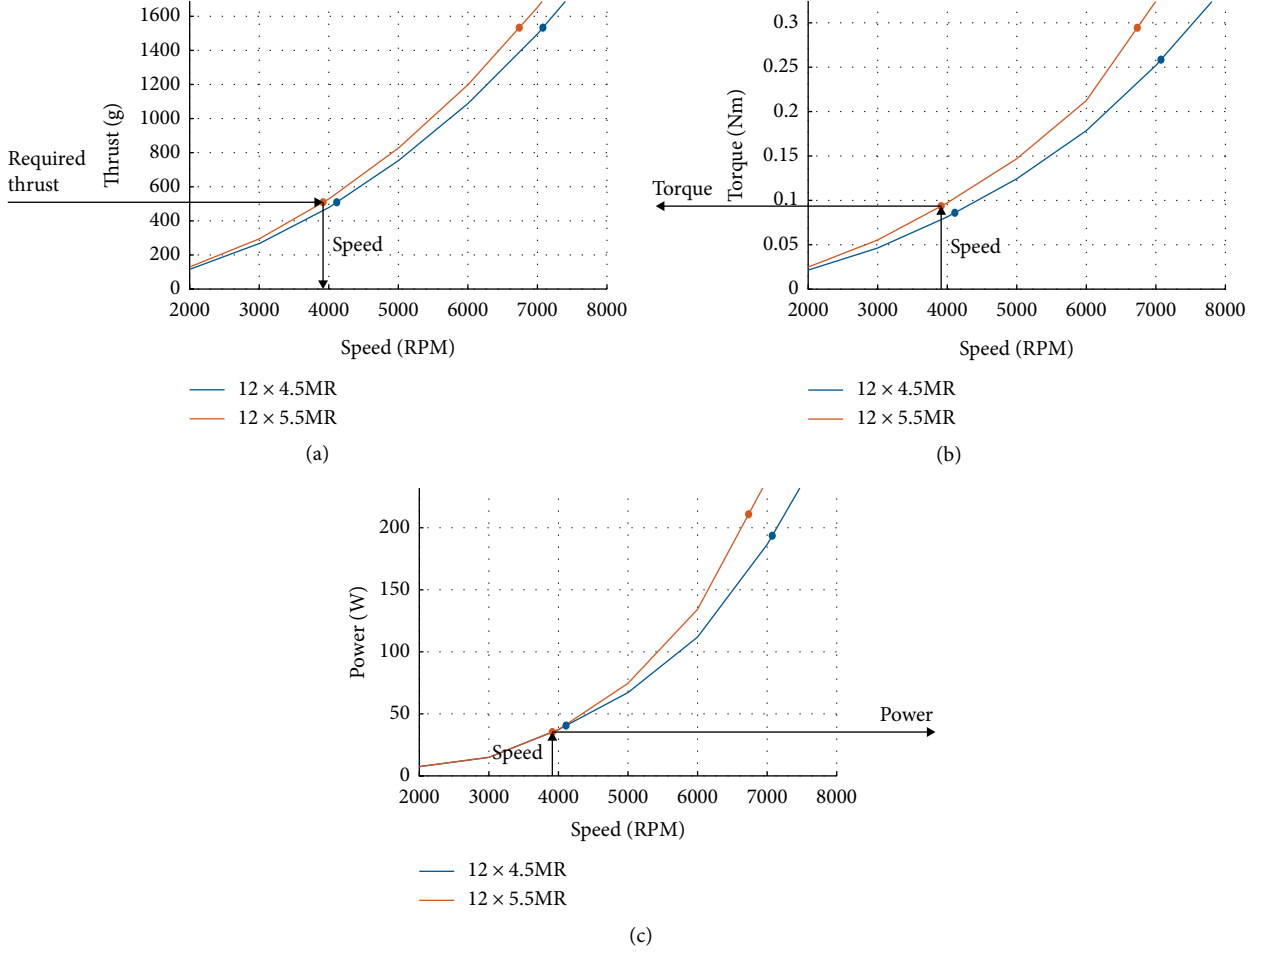 1600
1400
1200
1000
800
600
400
200
0
Thrust (g)
Required
thrust
Speed
2000 3000 4000 5000 6000 7000 8000
Speed (RPM)
12 × 4.5MR
12 × 5.5MR
(a)
0.3
0.25
0.2
0.15
0.1
0.05
0
Torque (Nm)
Torque
Speed
2000 3000 4000 5000 6000 7000 8000
Speed (RPM)
12 × 4.5MR
12 × 5.5MR
(b)
200
150
100
50
0
Power (W)
Power
Speed
2000 3000 4000 5000 6000 7000 8000
Speed (RPM)
12 × 4.5MR
12 × 5.5MR
(c)